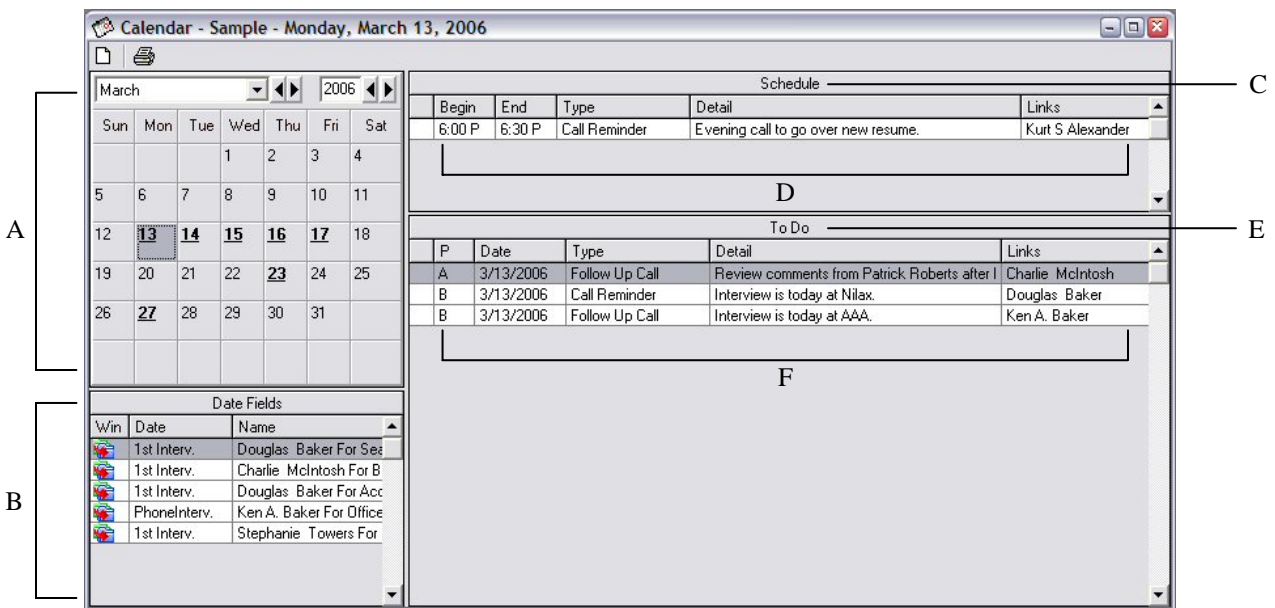 Calendar - Sample - Monday, March 13, 2006
March 2006
Sun Mon Tue Wed Thu Fri Sat
1 2 3 4
5 6 7 8 9 10 11
12 13 14 15 16 17 18
19 20 21 22 23 24 25
26 27 28 29 30 31
A
Date Fields
Win Date Name
1st Interv. Douglas Baker For Sea
1st Interv. Charlie McIntosh For B
1st Interv. Douglas Baker For Acc
PhoneInterv. Ken A. Baker For Office
1st Interv. Stephanie Towers For
B
Schedule C
Begin End Type Detail Links
6:00 P 6:30 P Call Reminder Evening call to go over new resume. Kurt S Alexander
D
To Do E
P Date Type Detail Links
A 3/13/2006 Follow Up Call Review comments from Patrick Roberts after Charlie McIntosh
B 3/13/2006 Call Reminder Interview is today at Nilax. Douglas Baker
B 3/13/2006 Follow Up Call Interview is today at AAA. Ken A. Baker
F